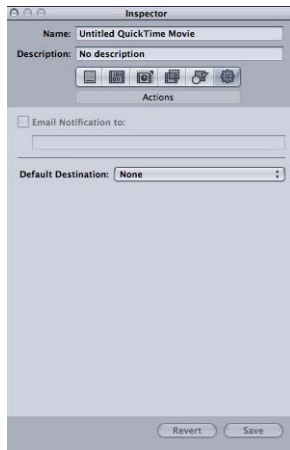 Inspector
Name: Untitled QuickTime Movie
Description: No description
Actions
Email Notification to:
Default Destination: None
Revert Save